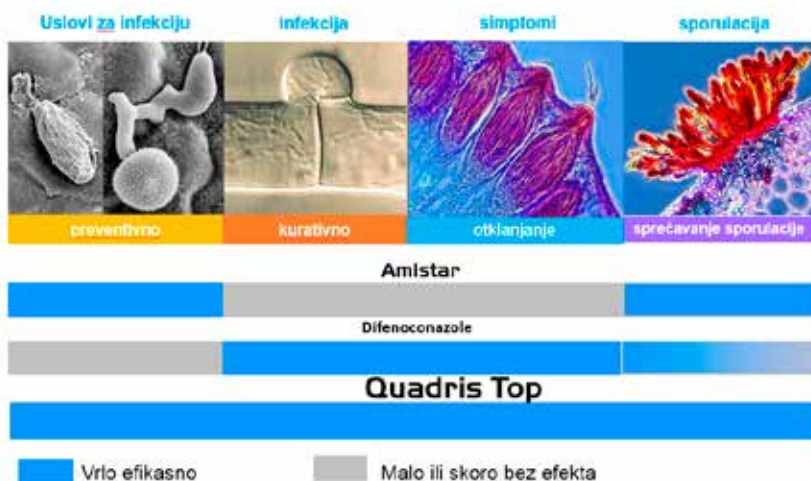 Uslovi za infekciju infekcija simptomi sporulacija
preventivno kurativno otklanjanje sprečavanje sporulacije
Amistar
Difenoconazole
Quadris Top
Vrlo efikasno Malo ili skoro bez efekta